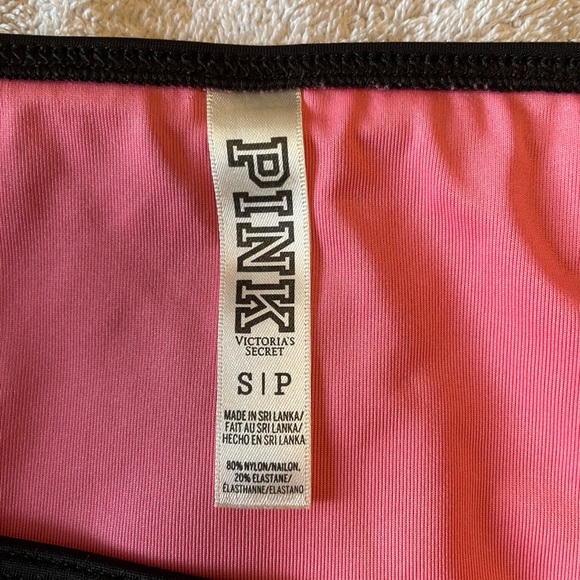 PINK
VICTORIA'S
SECRET
S|P
MADE IN SRI LANKA/
FAIT AU SRI LANKA/
HECHO EN SRI LANKA
80% NYLON/NAILON,
20% ELASTANE/
ÉLASTHANNE/ELASTANO